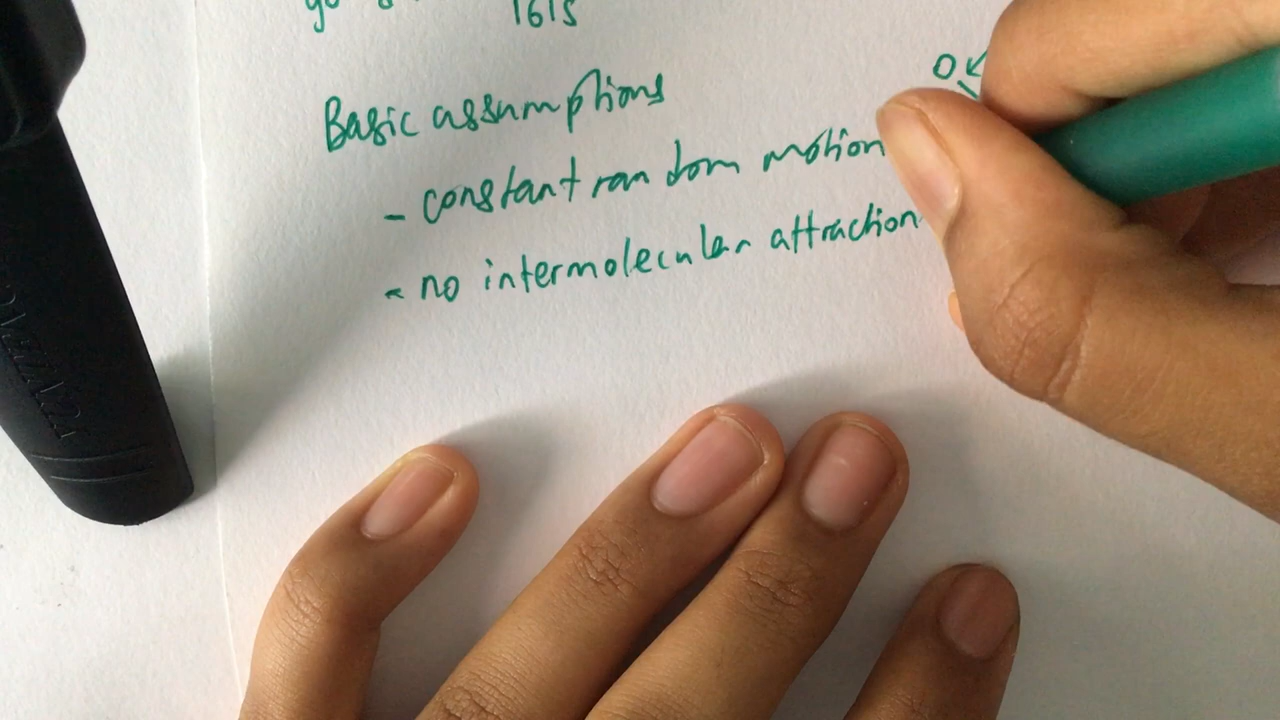 Basic assumptions
- constant random motion
- no intermolecular attraction